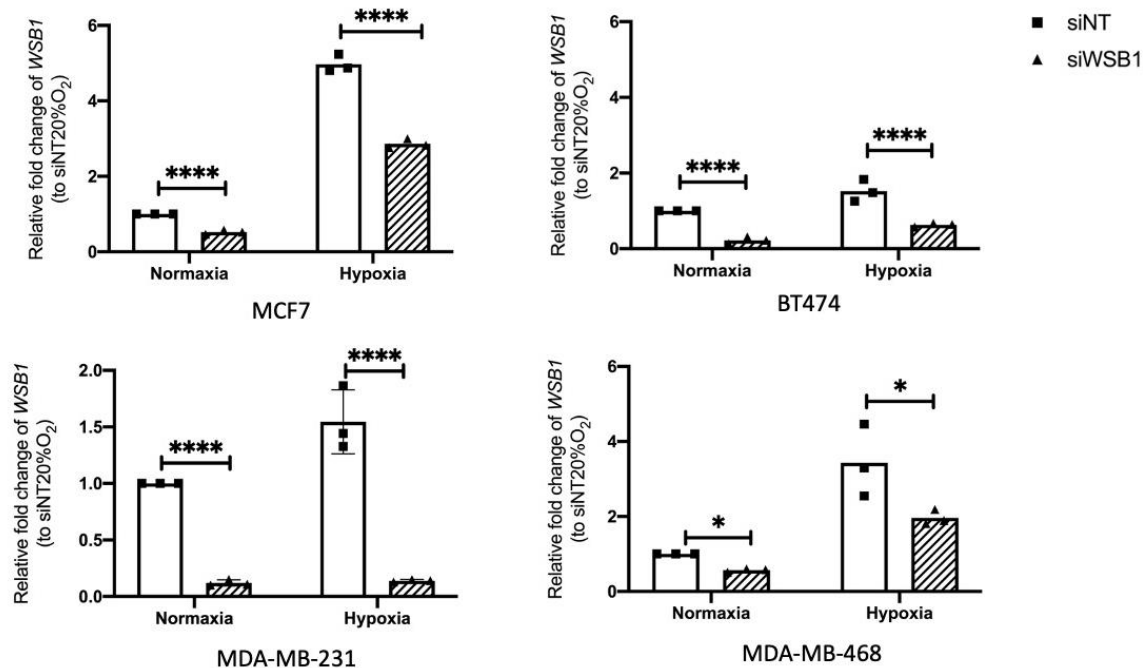 Relative fold change of WSB1
(to siNT20%O₂)
6
4
2
0
****
****
Normaxia
Hypoxia
MCF7
Relative fold change of WSB1
(to siNT20%O₂)
6
4
2
0
****
****
Normaxia
Hypoxia
BT474
siNT
siWSB1
Relative fold change of WSB1
(to siNT20%O₂)
2.0
1.5
1.0
0.5
0.0
****
****
Normaxia
Hypoxia
MDA-MB-231
Relative fold change of WSB1
(to siNT20%O₂)
6
4
2
0
*
*
Normaxia
Hypoxia
MDA-MB-468